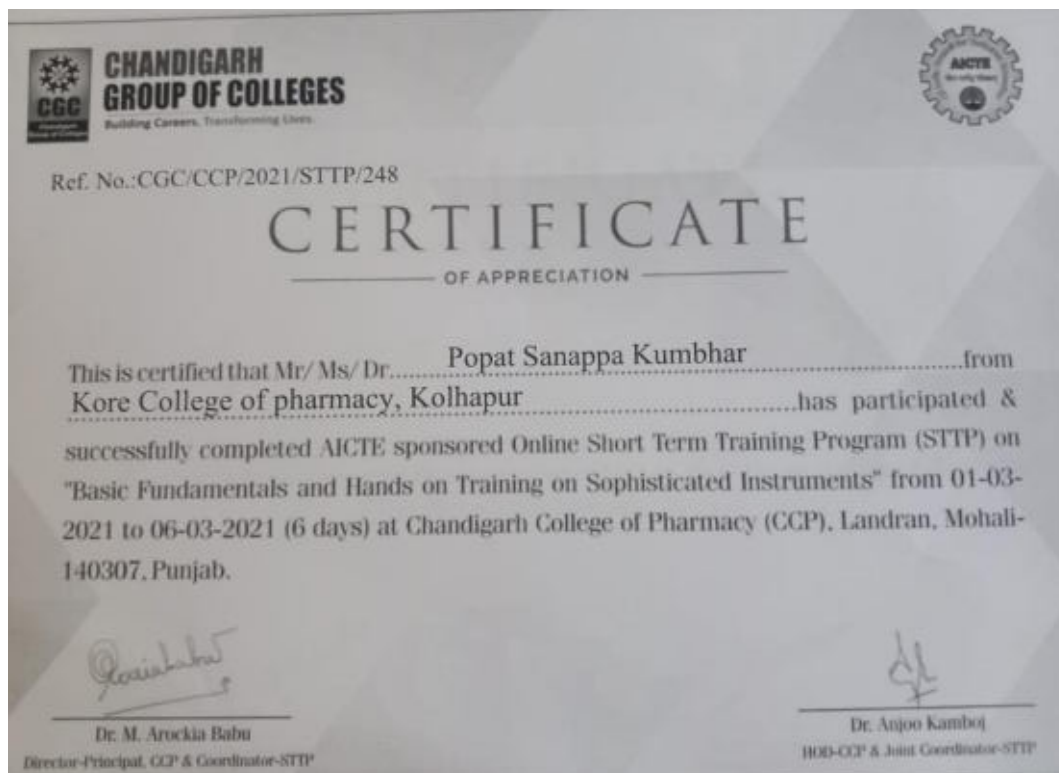 CHANDIGARH
GROUP OF COLLEGES
Building Careers. Transforming Lives.
CGC
AICTE
Ref. No.:CGC/CCP/2021/STTP/248
CERTIFICATE
OF APPRECIATION
This is certified that Mr/ Ms/ Dr..... Popat Sanappa Kumbhar .....from
Kore College of pharmacy, Kolhapur .....has participated &
successfully completed AICTE sponsored Online Short Term Training Program (STTP) on
"Basic Fundamentals and Hands on Training on Sophisticated Instruments" from 01-03-
2021 to 06-03-2021 (6 days) at Chandigarh College of Pharmacy (CCP), Landran, Mohali-
140307, Punjab.
Dr. M. Arockia Babu
Director-Principal, CCP & Coordinator-STTP
Dr. Anjoo Kamboj
HOD-CCP & Joint Coordinator-STTP